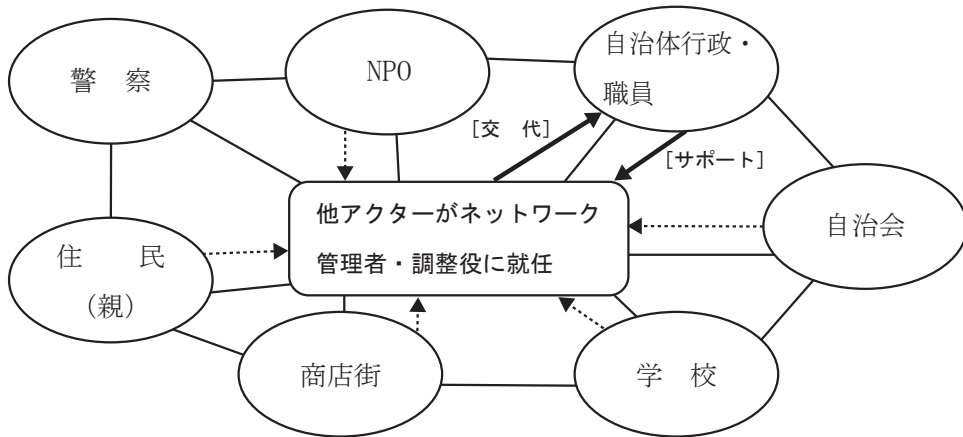 警　察
NPO
自治体行政・
職員
[交　代]
[サポート]
他アクターがネットワーク
管理者・調整役に就任
自治会
住　　民
（親）
商店街
学　校